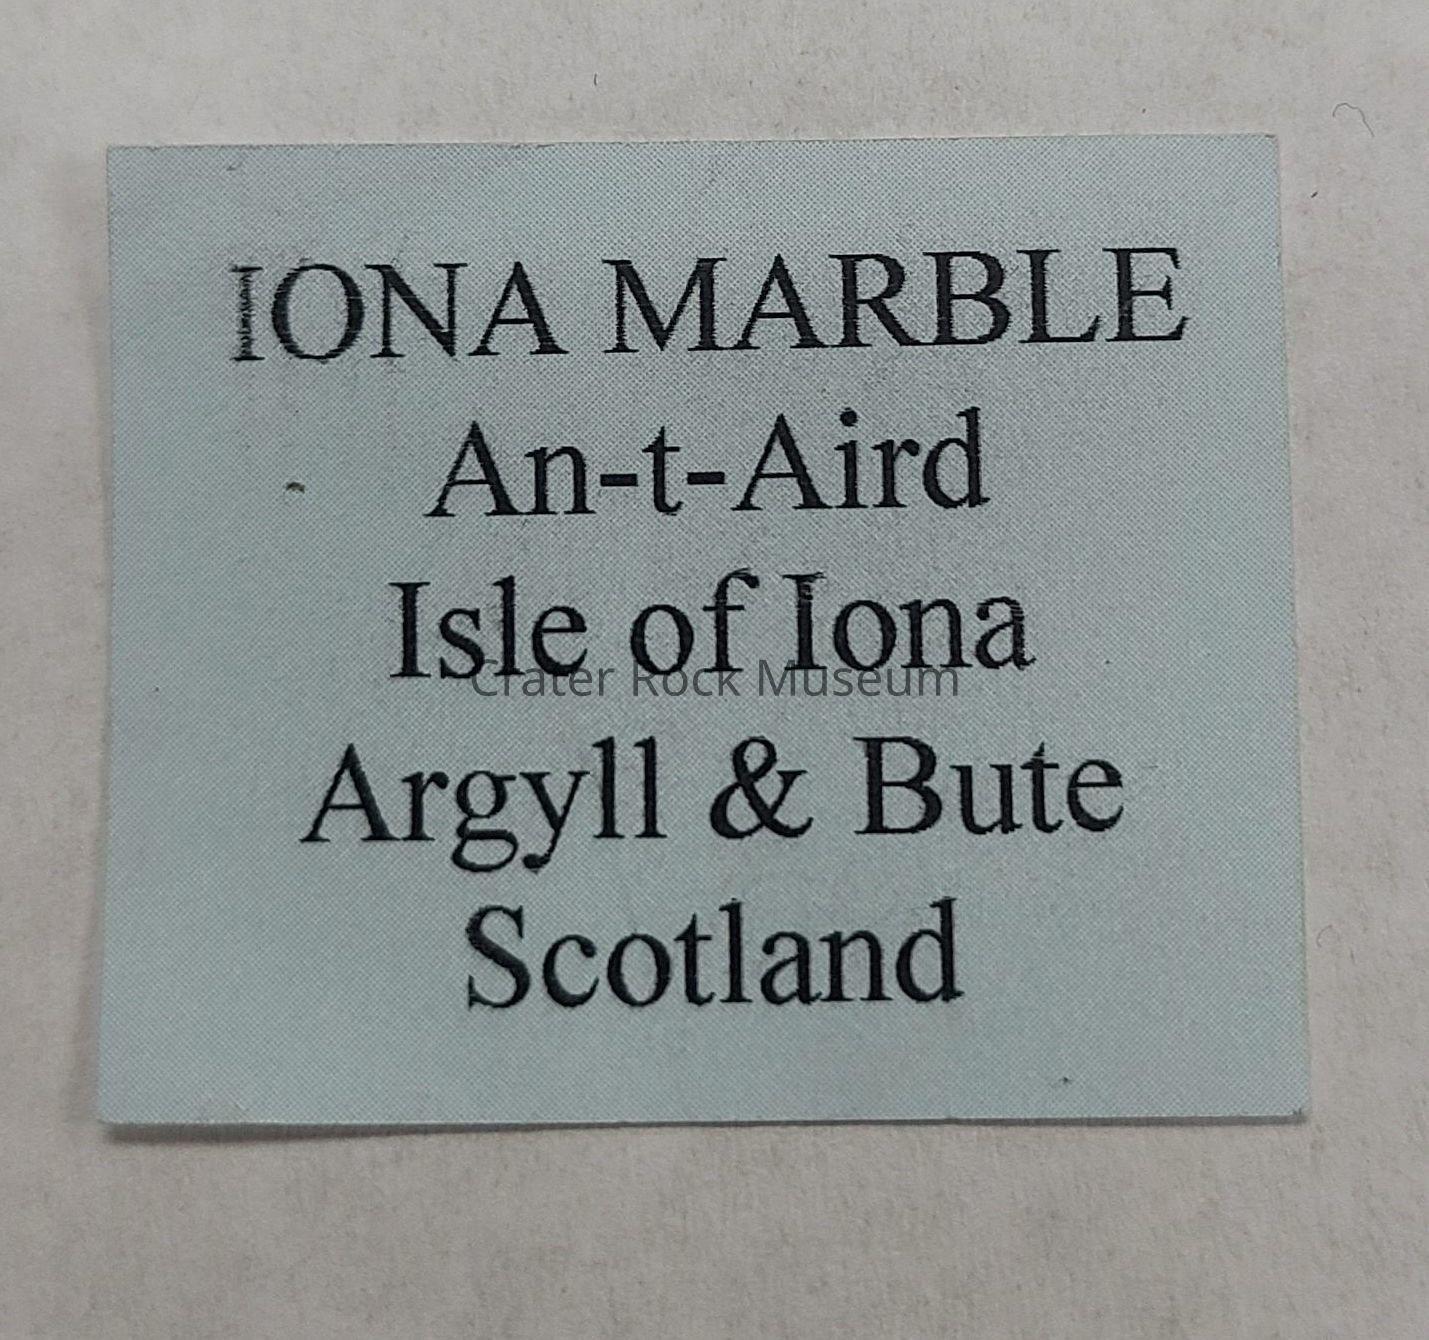 IONA MARBLE
An-t-Aird
Isle of Iona
Crater Rock Museum
Argyll & Bute
Scotland